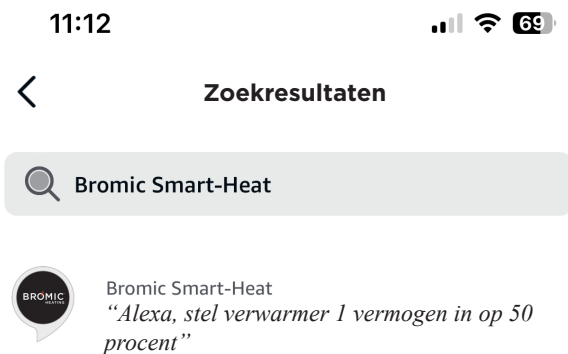 11:12
69
Zoekresultaten
Bromic Smart-Heat
BROMIC
HEATING
Bromic Smart-Heat
“Alexa, stel verwarmer 1 vermogen in op 50
procent”